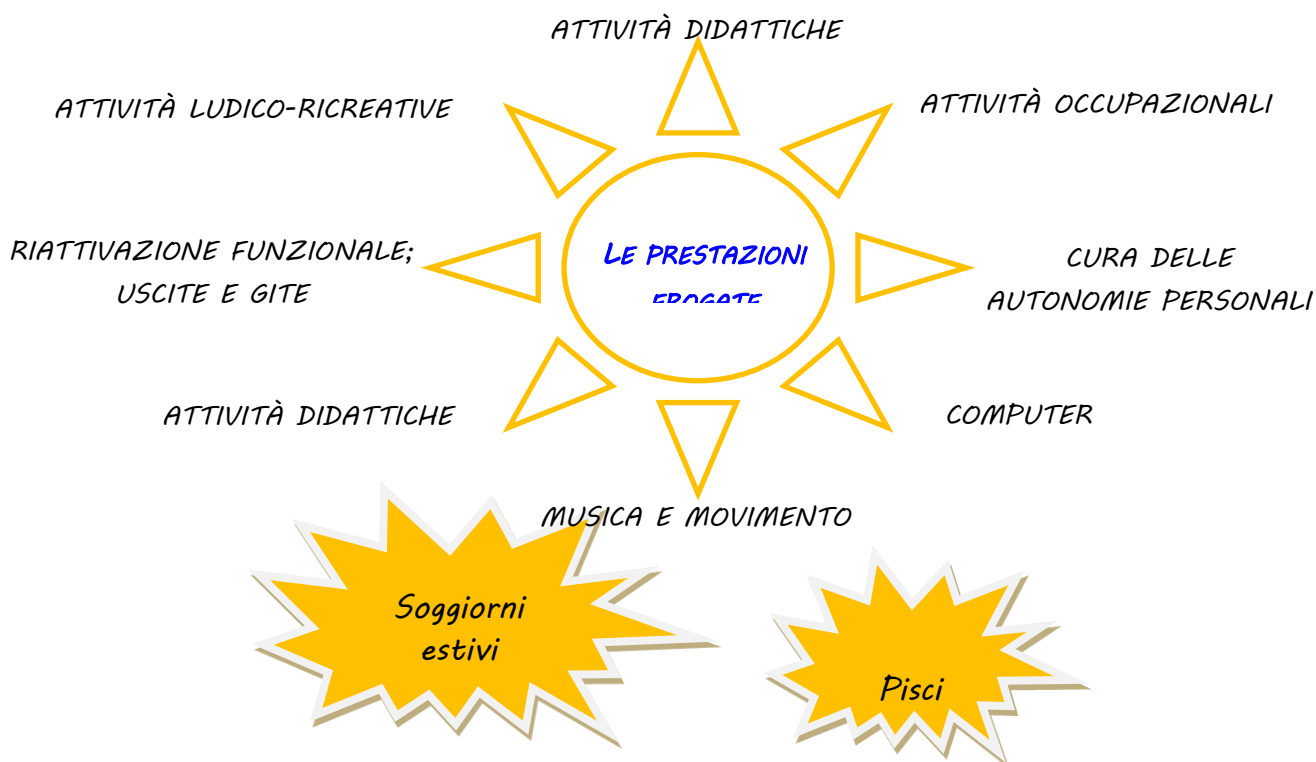 ATTIVITÀ DIDATTICHE
ATTIVITÀ LUDICO-RICREATIVE
ATTIVITÀ OCCUPAZIONALI
LE PRESTAZIONI
EROGATE
RIATTIVAZIONE FUNZIONALE;
USCITE E GITE
CURA DELLE
AUTONOMIE PERSONALI
ATTIVITÀ DIDATTICHE
COMPUTER
MUSICA E MOVIMENTO
Soggiorni
estivi
Pisci